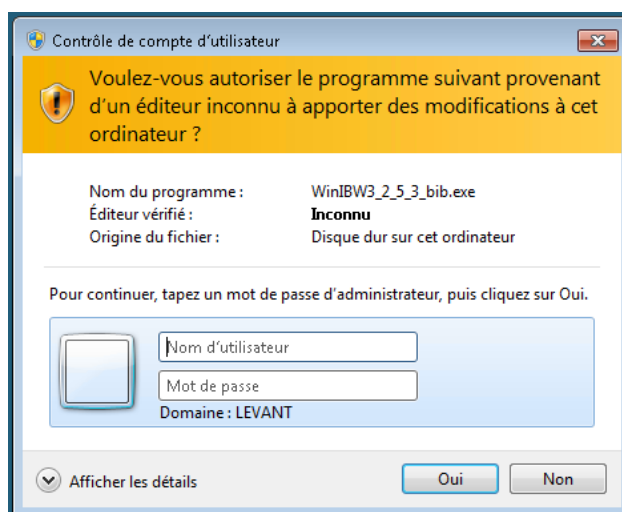 Contrôle de compte d'utilisateur
Voulez-vous autoriser le programme suivant provenant
d'un éditeur inconnu à apporter des modifications à cet
ordinateur ?
Nom du programme : WinIBW3_2_5_3_bib.exe
Éditeur vérifié : Inconnu
Origine du fichier : Disque dur sur cet ordinateur
Pour continuer, tapez un mot de passe d'administrateur, puis cliquez sur Oui.
Nom d'utilisateur
Mot de passe
Domaine : LEVANT
Afficher les détails Oui Non